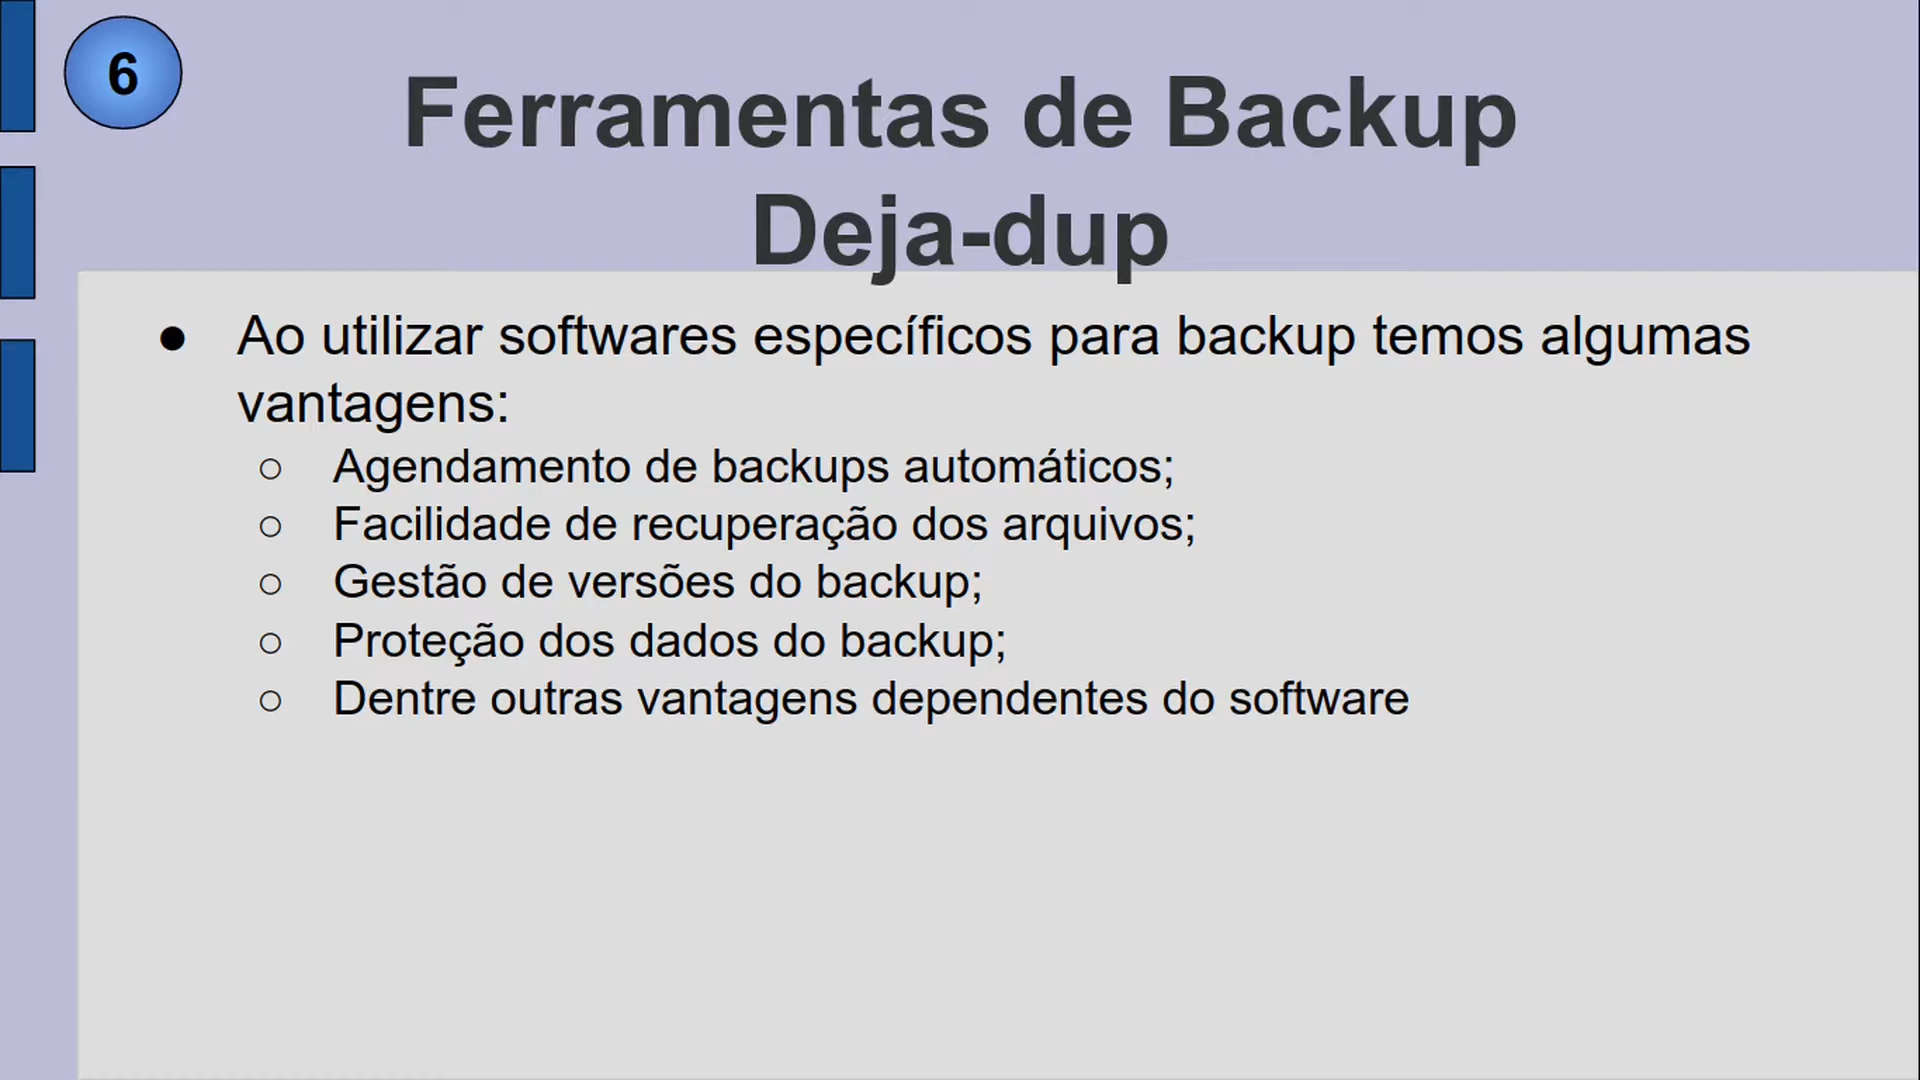 6
Ferramentas de Backup
Deja-dup
● Ao utilizar softwares específicos para backup temos algumas
vantagens:
○ Agendamento de backups automáticos;
○ Facilidade de recuperação dos arquivos;
○ Gestão de versões do backup;
○ Proteção dos dados do backup;
○ Dentre outras vantagens dependentes do software